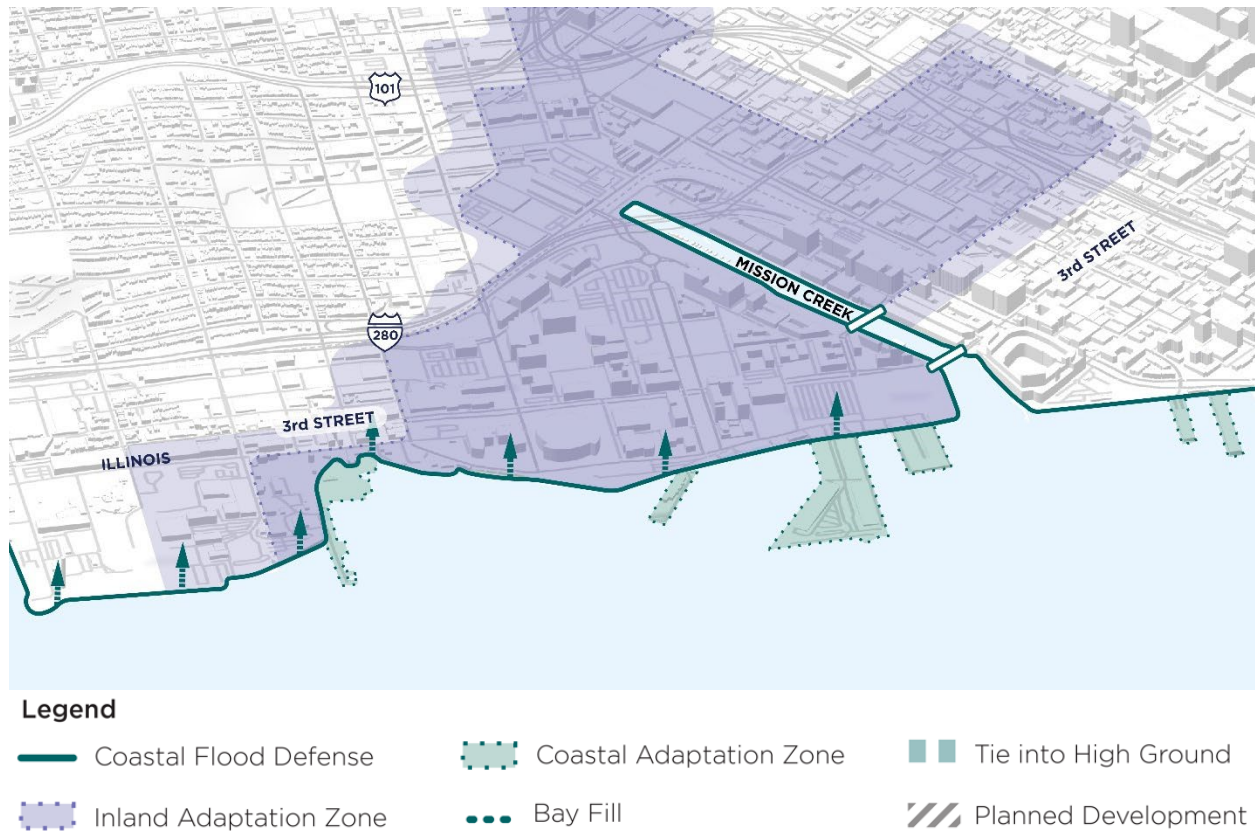 101
MISSION CREEK
3rd STREET
280
3rd STREET
ILLINOIS
Legend
Coastal Flood Defense
Coastal Adaptation Zone
Tie into High Ground
Inland Adaptation Zone
Bay Fill
Planned Development